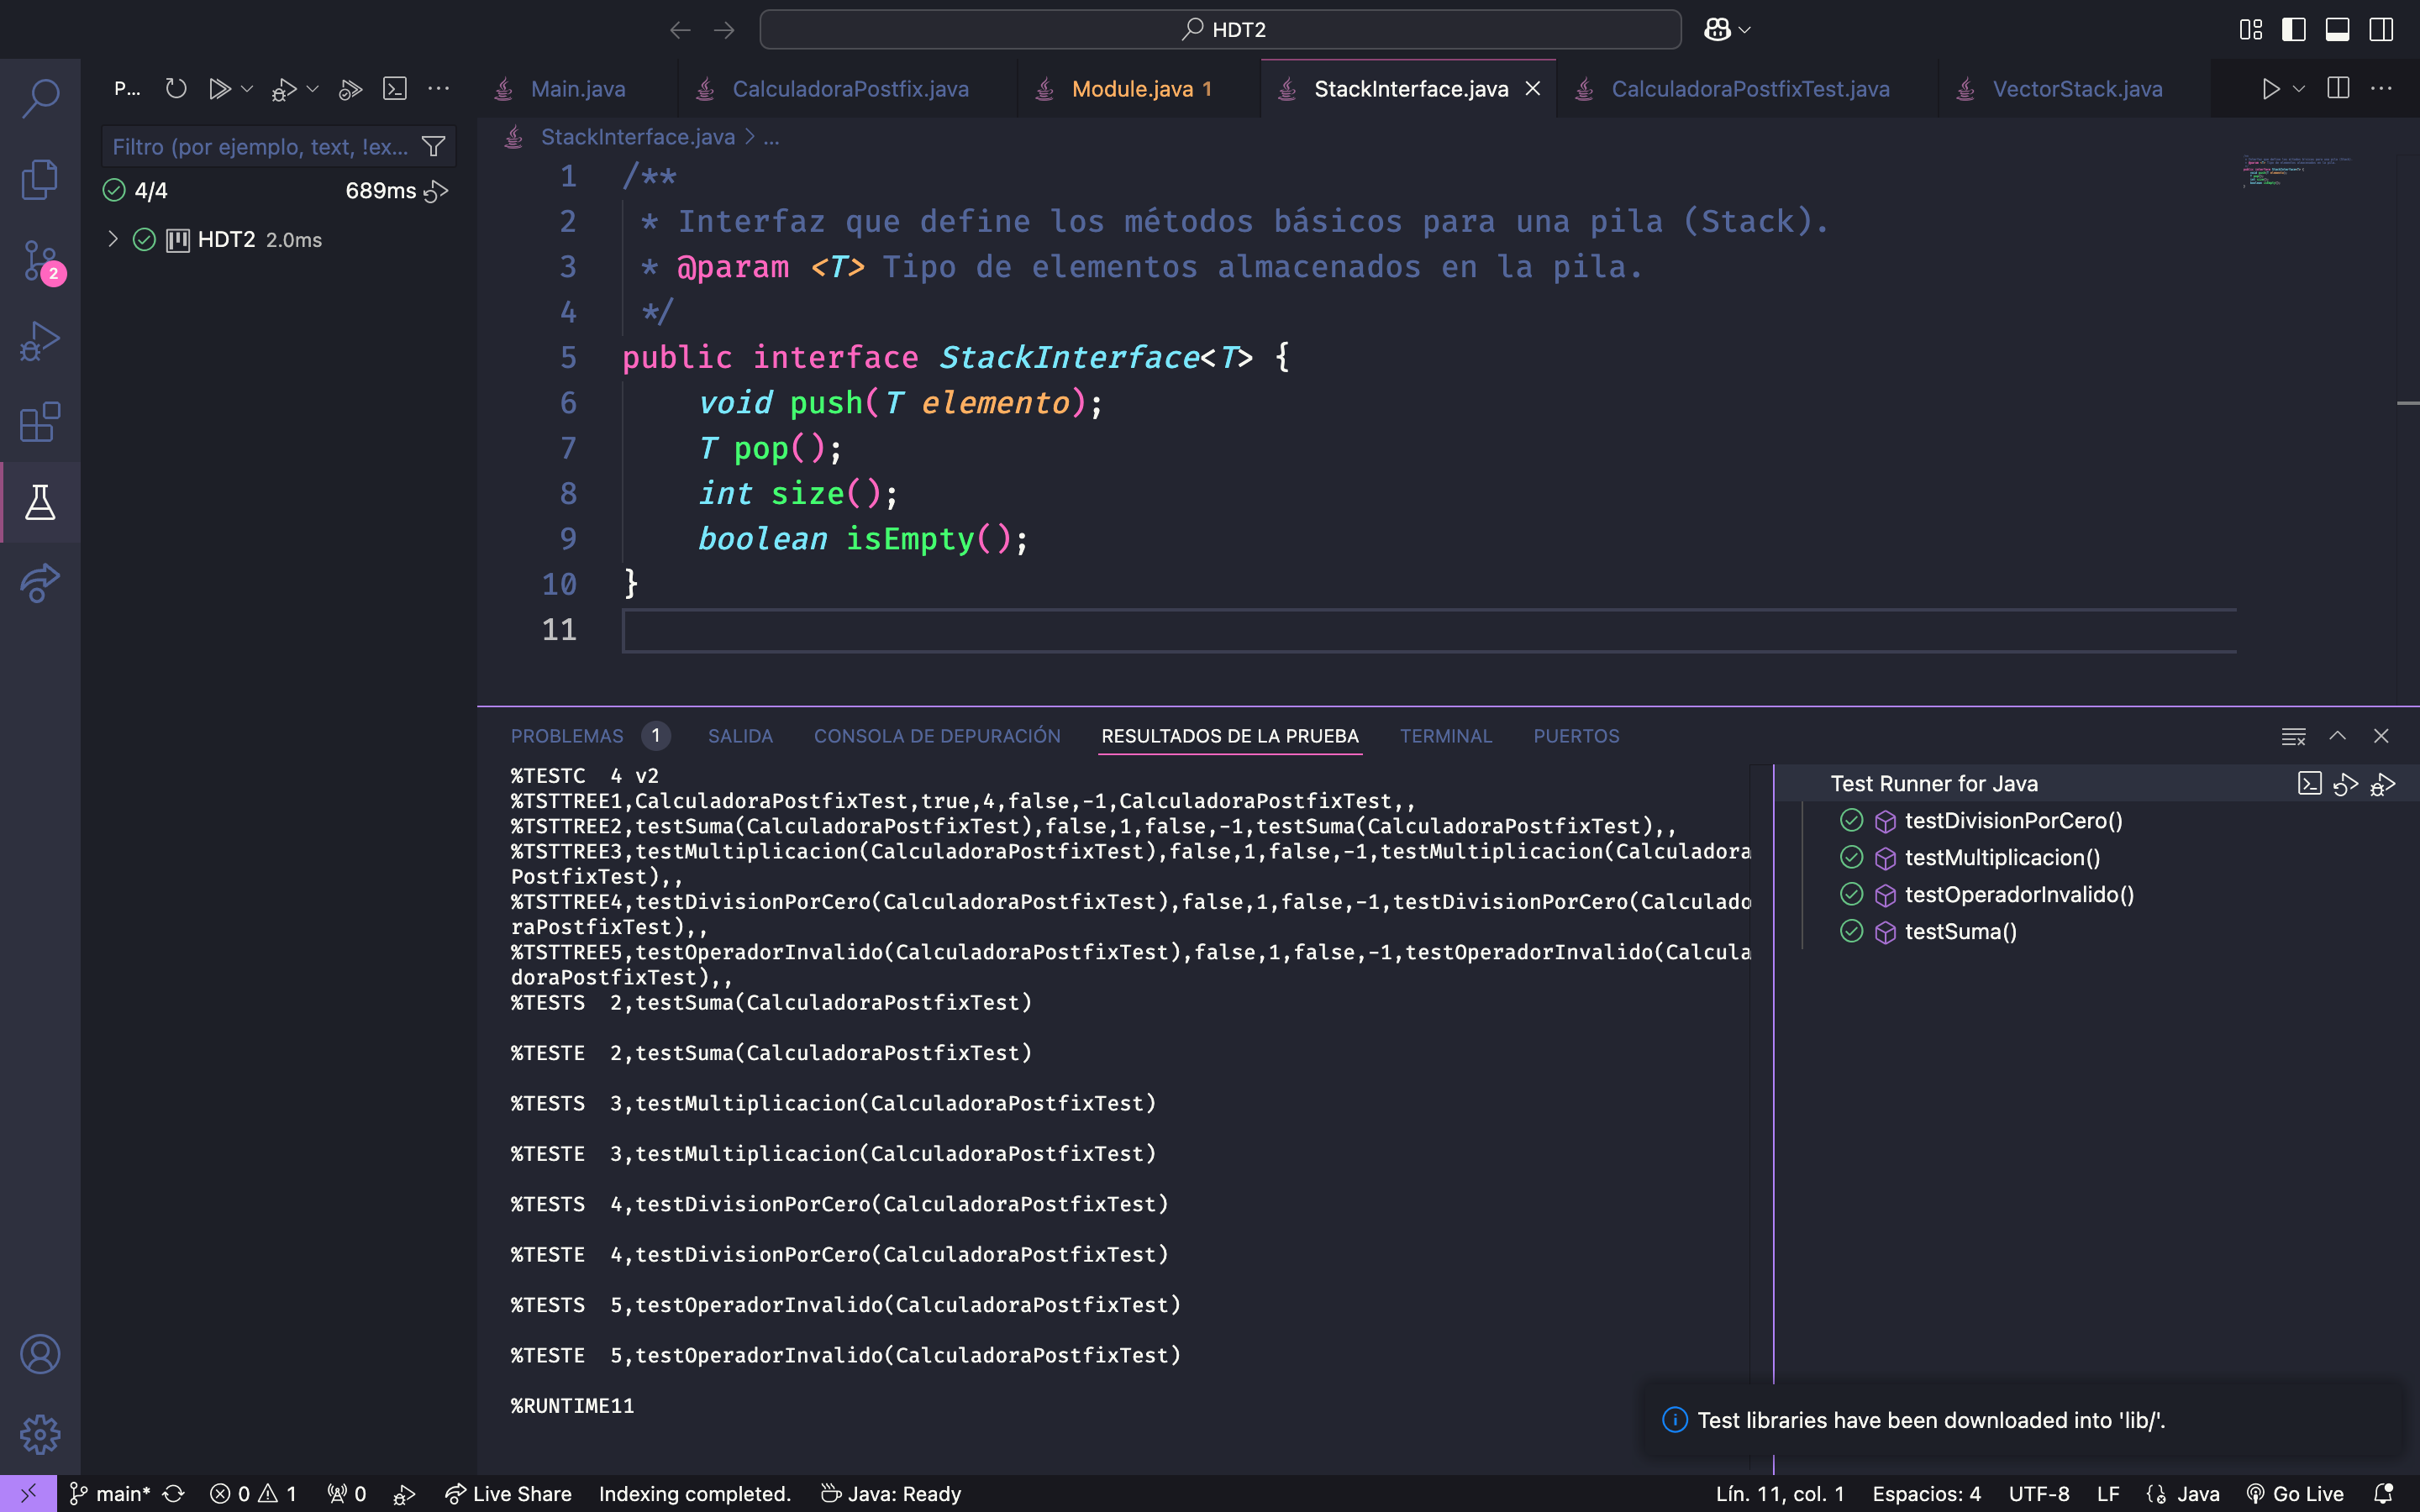 HDT2
P...
Filtro (por ejemplo, text, !ex...
4/4 689ms
HDT2 2.0ms
2
Main.java CalculadoraPostfix.java Module.java 1 StackInterface.java CalculadoraPostfixTest.java VectorStack.java
StackInterface.java > ...
1 /**
2 * Interfaz que define los métodos básicos para una pila (Stack).
3 * @param <T> Tipo de elementos almacenados en la pila.
4 */
5 public interface StackInterface<T> {
6 void push(T elemento);
7 T pop();
8 int size();
9 boolean isEmpty();
10 }
11
PROBLEMAS 1 SALIDA CONSOLA DE DEPURACIÓN RESULTADOS DE LA PRUEBA TERMINAL PUERTOS
%TESTC  4 v2
%TSTTREE1,CalculadoraPostfixTest,true,4,false,-1,CalculadoraPostfixTest,,
%TSTTREE2,testSuma(CalculadoraPostfixTest),false,1,false,-1,testSuma(CalculadoraPostfixTest),,
%TSTTREE3,testMultiplicacion(CalculadoraPostfixTest),false,1,false,-1,testMultiplicacion(Calculadora
PostfixTest),,
%TSTTREE4,testDivisionPorCero(CalculadoraPostfixTest),false,1,false,-1,testDivisionPorCero(Calculado
raPostfixTest),,
%TSTTREE5,testOperadorInvalido(CalculadoraPostfixTest),false,1,false,-1,testOperadorInvalido(Calcula
doraPostfixTest),,
%TESTS  2,testSuma(CalculadoraPostfixTest)
%TESTE  2,testSuma(CalculadoraPostfixTest)
%TESTS  3,testMultiplicacion(CalculadoraPostfixTest)
%TESTE  3,testMultiplicacion(CalculadoraPostfixTest)
%TESTS  4,testDivisionPorCero(CalculadoraPostfixTest)
%TESTE  4,testDivisionPorCero(CalculadoraPostfixTest)
%TESTS  5,testOperadorInvalido(CalculadoraPostfixTest)
%TESTE  5,testOperadorInvalido(CalculadoraPostfixTest)
%RUNTIME11
Test Runner for Java
testDivisionPorCero()
testMultiplicacion()
testOperadorInvalido()
testSuma()
Test libraries have been downloaded into 'lib/'.
main* 0 1 0 Live Share Indexing completed. Java: Ready Lín. 11, col. 1 Espacios: 4 UTF-8 LF Java Go Live